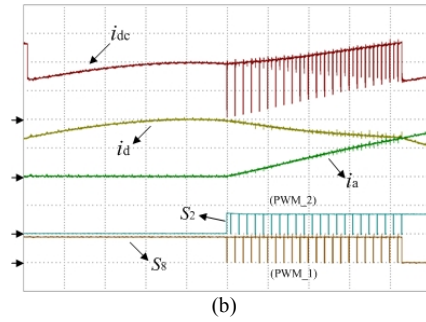 idc
id
ia
S2
(PWM_2)
S8
(PWM_1)
(b)